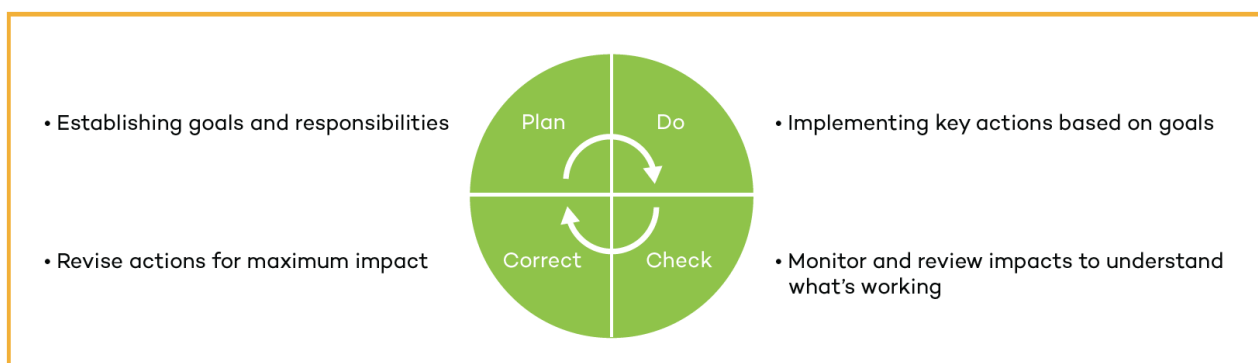 • Establishing goals and responsibilities
Plan
Do
• Implementing key actions based on goals
• Revise actions for maximum impact
Correct
Check
• Monitor and review impacts to understand
what’s working